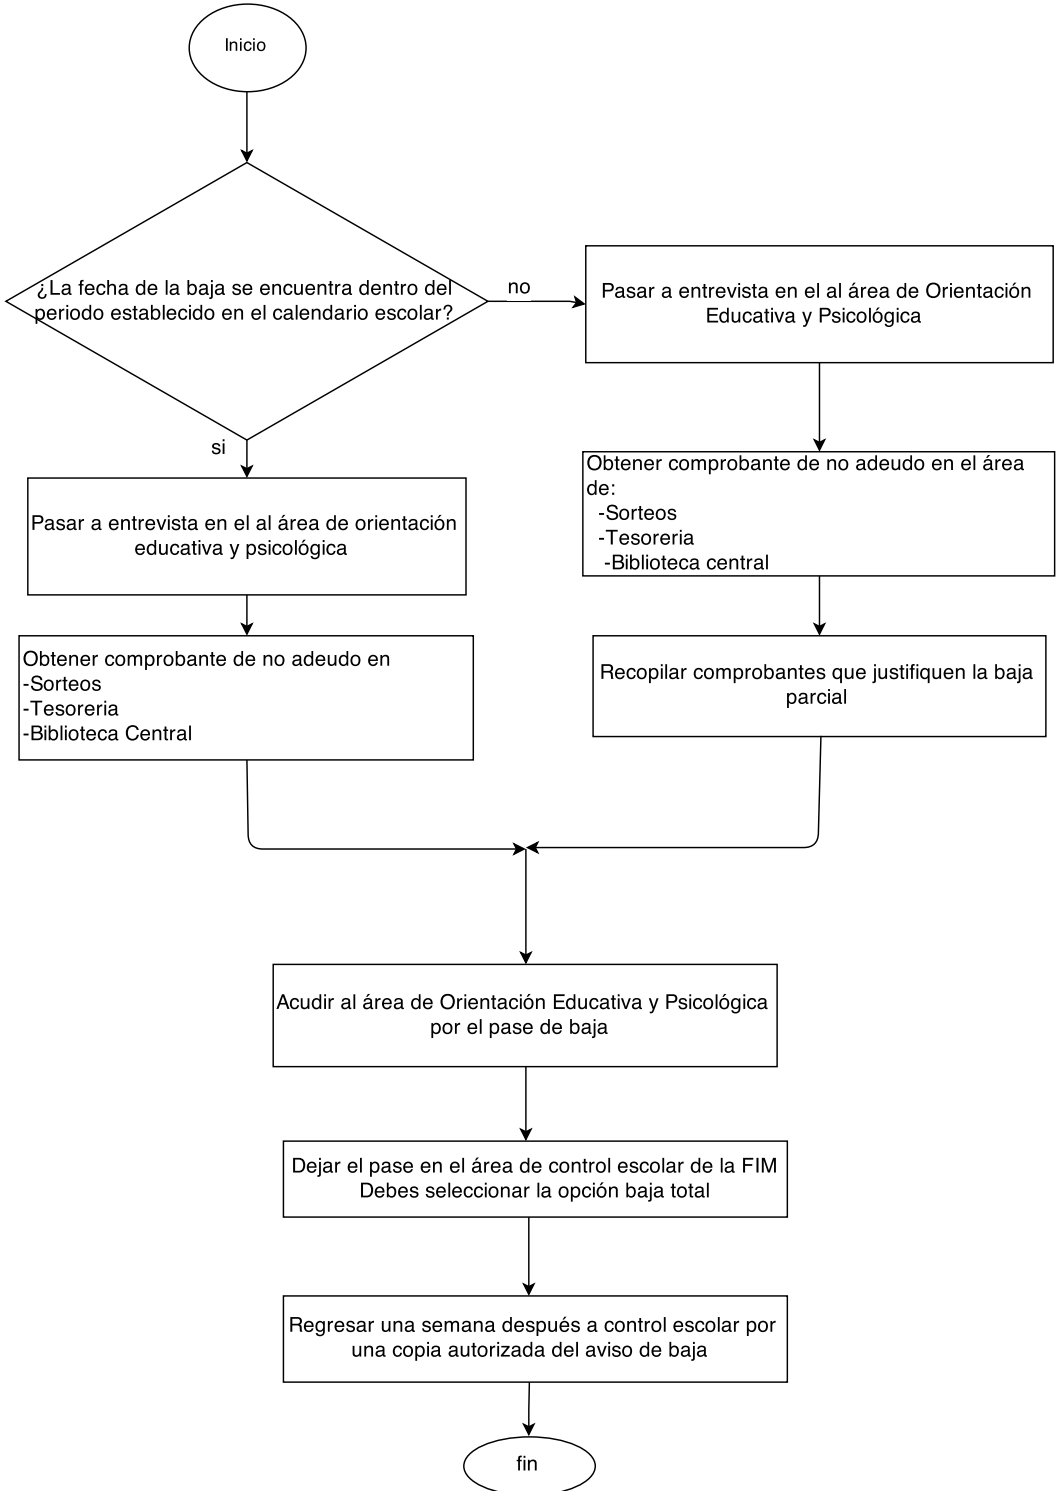 Inicio
¿La fecha de la baja se encuentra dentro del
periodo establecido en el calendario escolar?
no
Pasar a entrevista en el al área de Orientación
Educativa y Psicológica
si
Obtener comprobante de no adeudo en el área
de:
-Sorteos
-Tesoreria
-Biblioteca central
Pasar a entrevista en el al área de orientación
educativa y psicológica
Obtener comprobante de no adeudo en
-Sorteos
-Tesoreria
-Biblioteca Central
Recopilar comprobantes que justifiquen la baja
parcial
Acudir al área de Orientación Educativa y Psicológica
por el pase de baja
Dejar el pase en el área de control escolar de la FIM
Debes seleccionar la opción baja total
Regresar una semana después a control escolar por
una copia autorizada del aviso de baja
fin